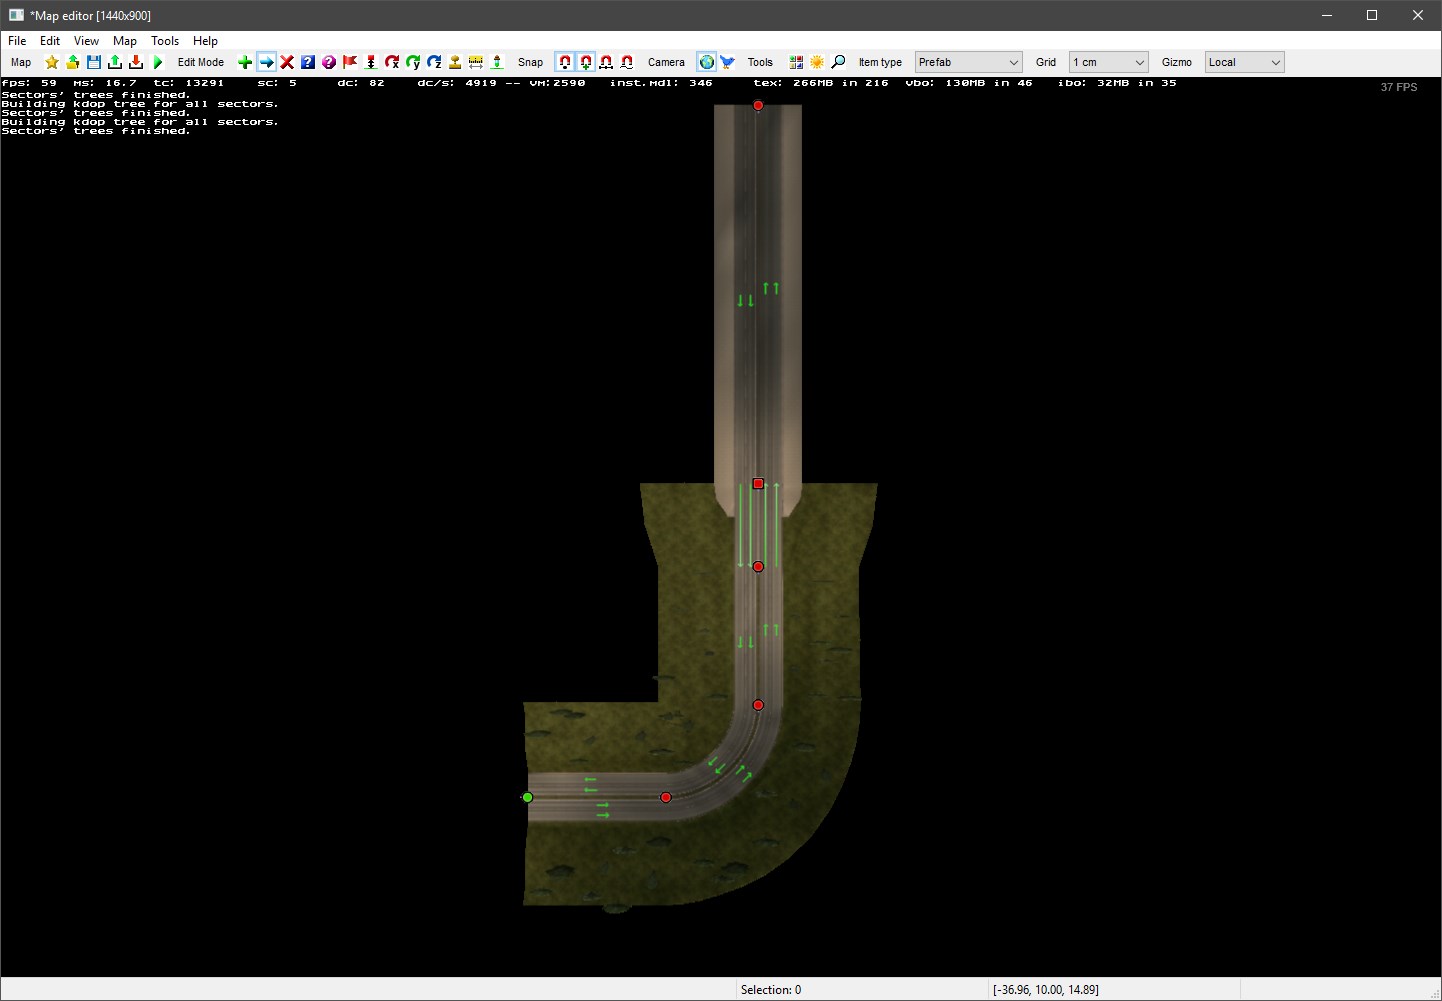 *Map editor [1440x900]
File Edit View Map Tools Help
Map Edit Mode Snap Camera Tools Item type Prefab Grid 1 cm Gizmo Local
fps: 59 ms: 16.7 tc: 13291 sc: 5 dc: 82 dc/s: 4919 -- VM:2590 inst.Mdl: 346 tex: 266MB in 216 vbo: 130MB in 46 ibo: 32MB in 35
37 FPS
Sectors' trees finished.
Building kdop tree for all sectors.
Sectors' trees finished.
Building kdop tree for all sectors.
Sectors' trees finished.
Selection: 0 [-36.96, 10.00, 14.89]